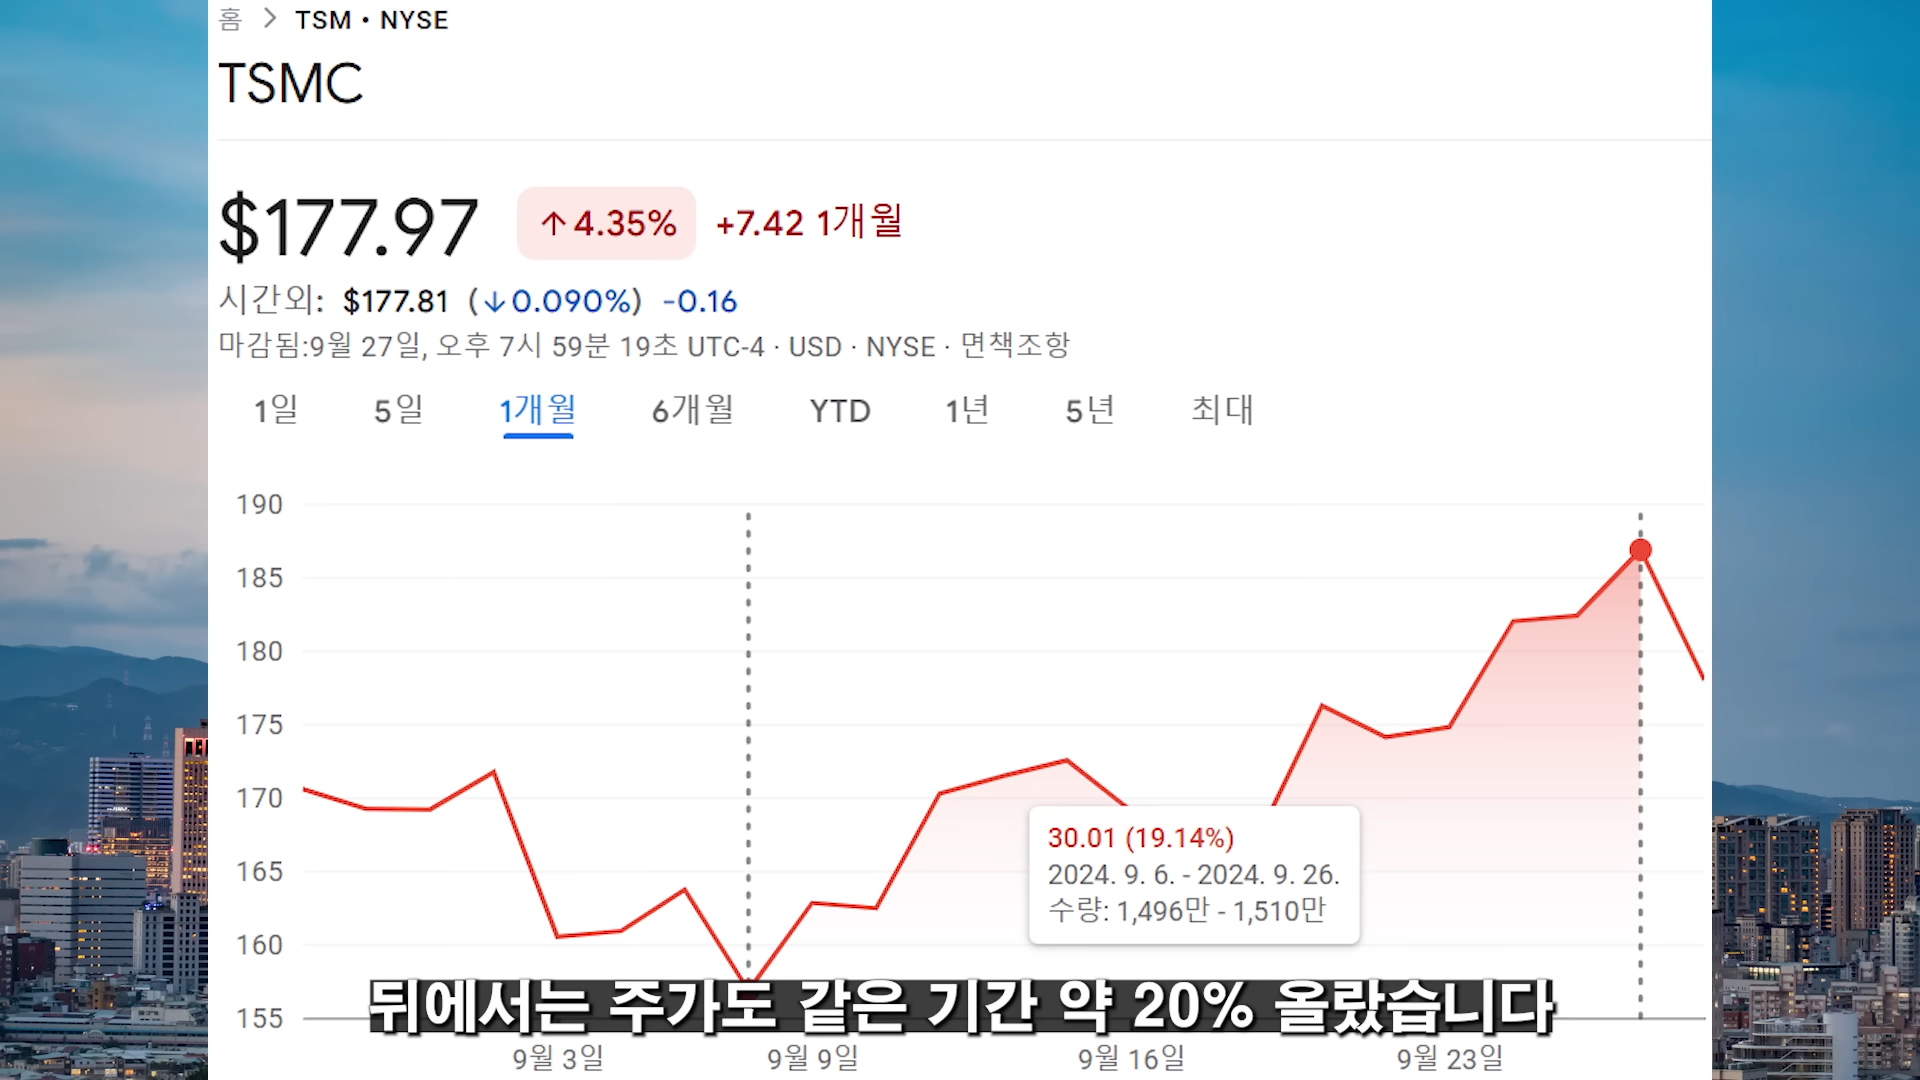 홈 > TSM • NYSE
TSMC
$177.97 ↑4.35% +7.42 1개월
시간외: $177.81 (↓0.090%) -0.16
마감됨:9월 27일, 오후 7시 59분 19초 UTC-4 · USD · NYSE · 면책조항
1일 5일 1개월 6개월 YTD 1년 5년 최대
190
185
180
175
170
165
160
155
30.01 (19.14%)
2024. 9. 6. - 2024. 9. 26.
수량: 1,496만 - 1,510만
뒤에서는 주가도 같은 기간 약 20% 올랐습니다
9월 3일 9월 9일 9월 16일 9월 23일